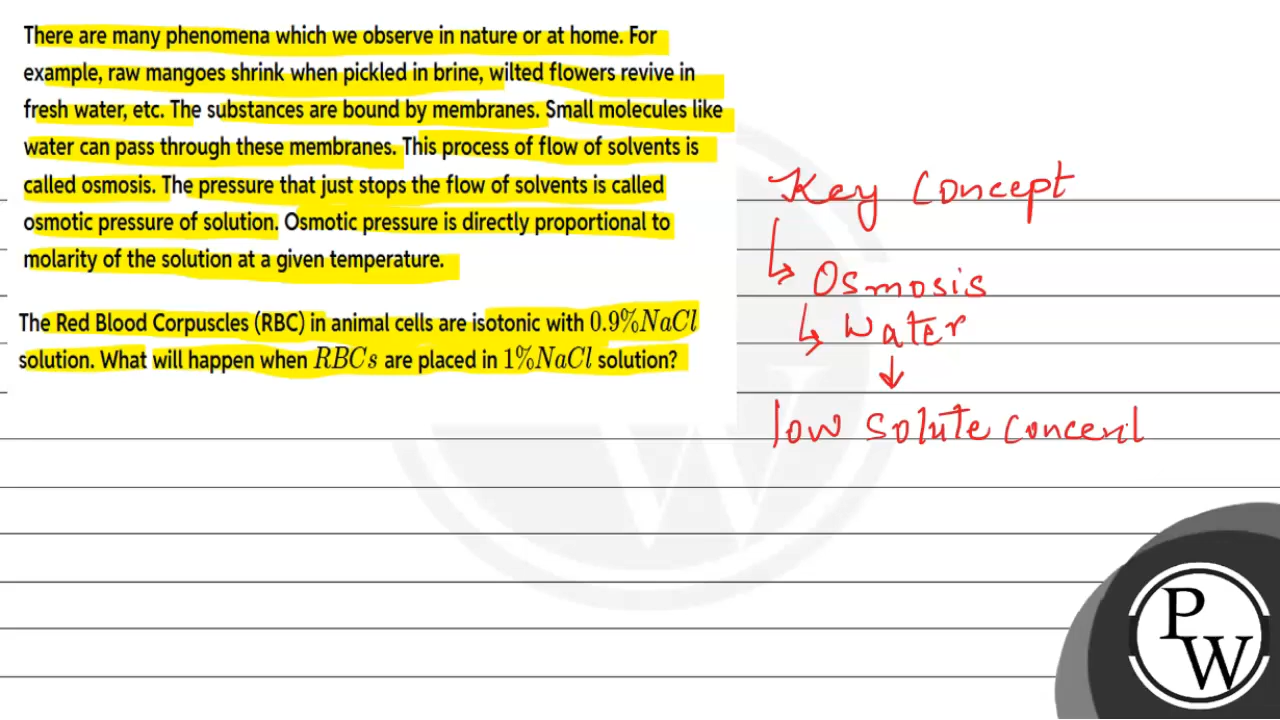 There are many phenomena which we observe in nature or at home. For
example, raw mangoes shrink when pickled in brine, wilted flowers revive in
fresh water, etc. The substances are bound by membranes. Small molecules like
water can pass through these membranes. This process of flow of solvents is
called osmosis. The pressure that just stops the flow of solvents is called
osmotic pressure of solution. Osmotic pressure is directly proportional to
molarity of the solution at a given temperature.
The Red Blood Corpuscles (RBC) in animal cells are isotonic with 0.9%NaCl
solution. What will happen when RBCs are placed in 1%NaCl solution?
Key Concept
↳ Osmosis
↳ Water
↓
low solute
PW